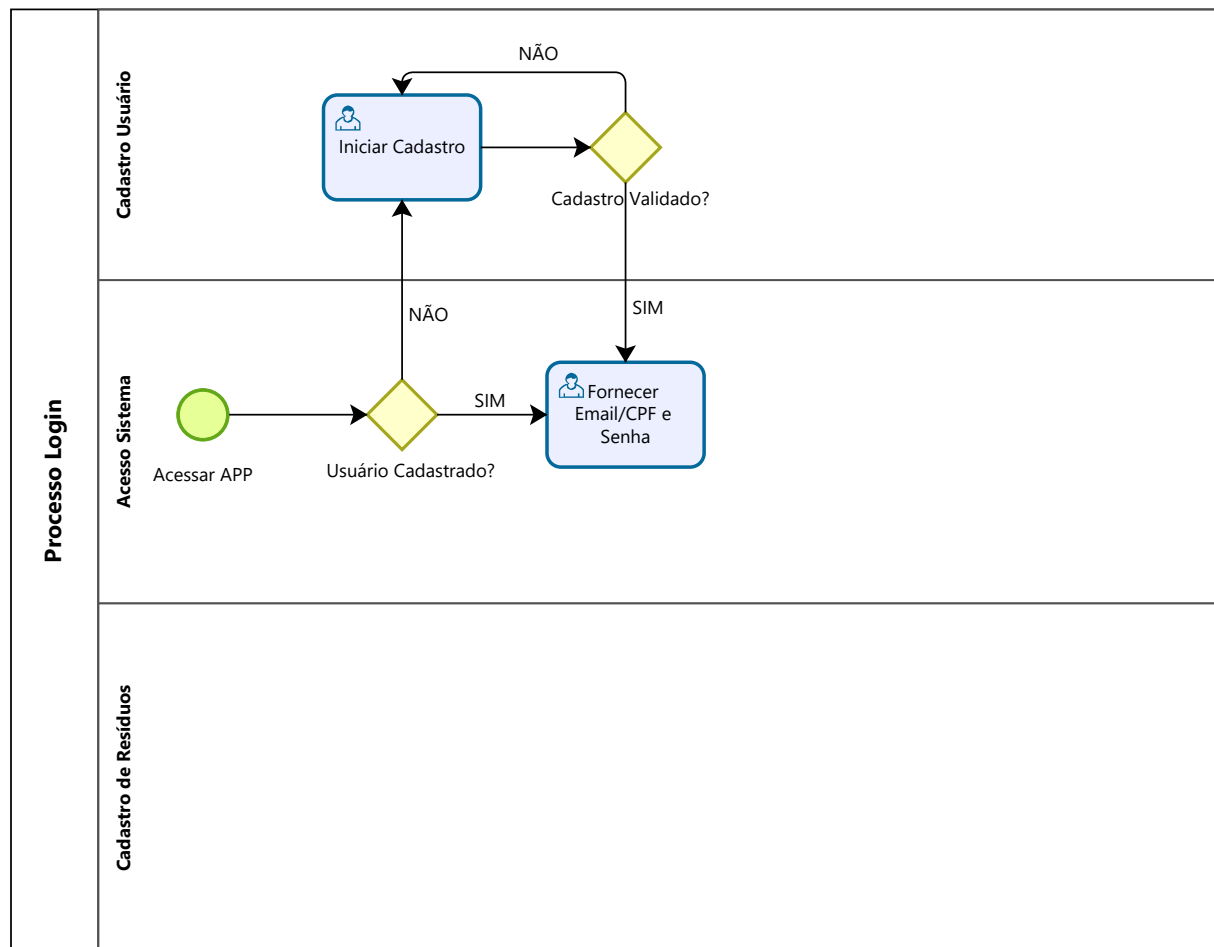 Processo Login
Cadastro Usuário
NÃO
Iniciar Cadastro
Cadastro Validado?
NÃO
SIM
Acesso Sistema
Acessar APP
Usuário Cadastrado?
SIM
Fornecer
Email/CPF e
Senha
Cadastro de Resíduos